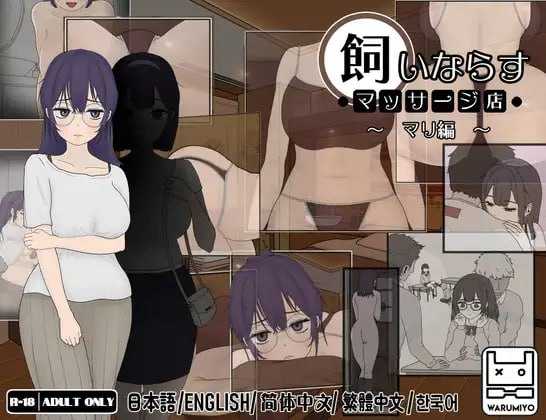 飼いならす
マッサージ店
～ マリ編 ～
R-18 ADULT ONLY
日本語/ENGLISH/简体中文/繁體中文/한국어
WARUMIYO